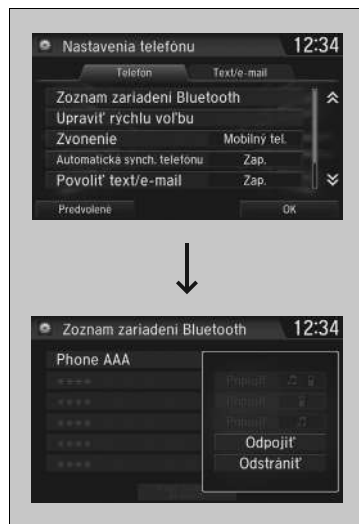 Nastavenia telefónu 12:34
Telefón Text/e-mail
Zoznam zariadení Bluetooth
Upraviť rýchlu voľbu
Zvonenie Mobilný tel.
Automatická synch. telefónu Zap.
Povoliť text/e-mail Zap.
Predvolené OK
Zoznam zariadení Bluetooth 12:34
Phone AAA
Pripojiť
Pripojiť
Pripojiť
Odpojiť
Odstrániť